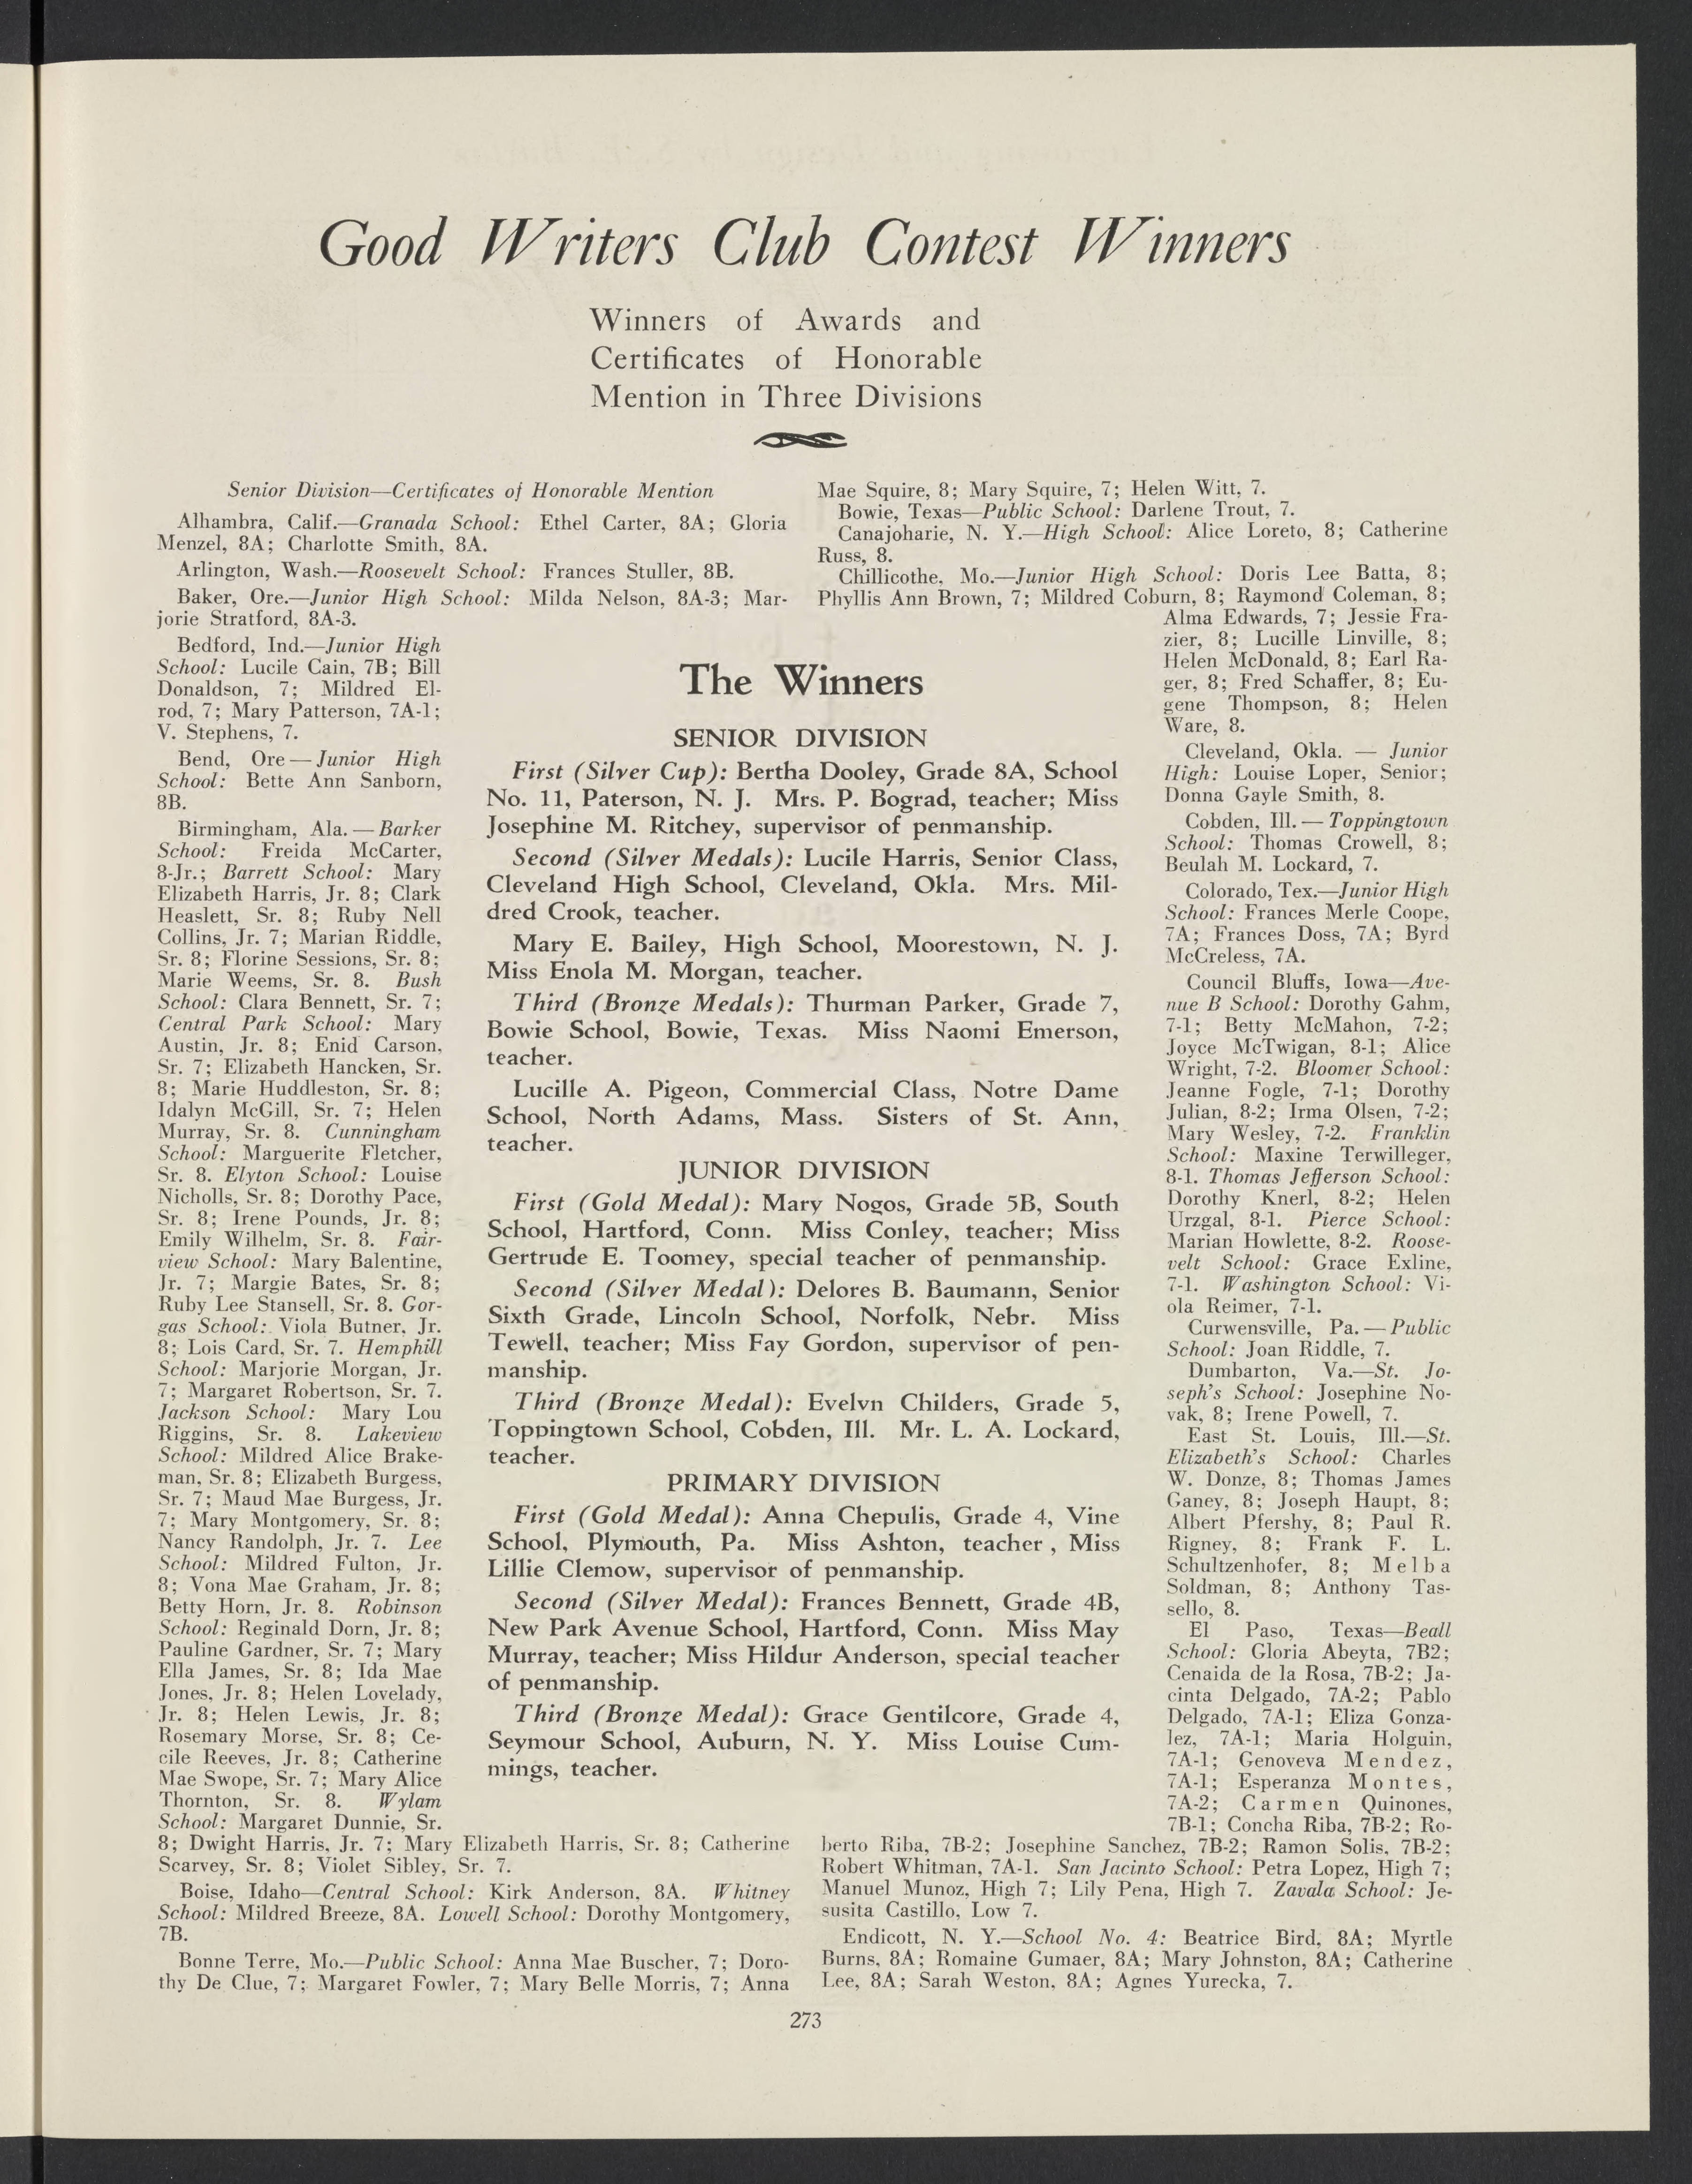 Good Writers Club Contest Winners
Winners of Awards and
Certificates of Honorable
Mention in Three Divisions
Senior Division—Certificates of Honorable Mention
Alhambra, Calif.—Granada School: Ethel Carter, 8A; Gloria
Menzel, 8A; Charlotte Smith, 8A.
Arlington, Wash.—Roosevelt School: Frances Stuller, 8B.
Baker, Ore.—Junior High School: Milda Nelson, 8A-3; Mar-
jorie Stratford, 8A-3.
Bedford, Ind.—Junior High
School: Lucile Cain, 7B; Bill
Donaldson, 7; Mildred El-
rod, 7; Mary Patterson, 7A-1;
V. Stephens, 7.
Bend, Ore—Junior High
School: Bette Ann Sanborn,
8B.
Birmingham, Ala.—Barker
School: Freida McCarter,
8-Jr.; Barrett School: Mary
Elizabeth Harris, Jr. 8; Clark
Heaslett, Sr. 8; Ruby Nell
Collins, Jr. 7; Marian Riddle,
Sr. 8; Florine Sessions, Sr. 8;
Marie Weems, Sr. 8. Bush
School: Clara Bennett, Sr. 7;
Central Park School: Mary
Austin, Jr. 8; Enid Carson,
Sr. 7; Elizabeth Hancken, Sr.
8; Marie Huddleston, Sr. 8;
Idalyn McGill, Sr. 7; Helen
Murray, Sr. 8. Cunningham
School: Marguerite Fletcher,
Sr. 8. Elyton School: Louise
Nicholls, Sr. 8; Dorothy Pace,
Sr. 8; Irene Pounds, Jr. 8;
Emily Wilhelm, Sr. 8. Fair-
view School: Mary Balentine,
Jr. 7; Margie Bates, Sr. 8;
Ruby Lee Stansell, Sr. 8. Gor-
gas School: Viola Butner, Jr.
8; Lois Card, Sr. 7. Hemphill
School: Marjorie Morgan, Jr.
7; Margaret Robertson, Sr. 7.
Jackson School: Mary Lou
Riggins, Sr. 8. Lakeview
School: Mildred Alice Brake-
man, Sr. 8; Elizabeth Burgess,
Sr. 7; Maud Mae Burgess, Jr.
7; Mary Montgomery, Sr. 8;
Nancy Randolph, Jr. 7. Lee
School: Mildred Fulton, Jr.
8; Vona Mae Graham, Jr. 8;
Betty Horn, Jr. 8. Robinson
School: Reginald Dorn, Jr. 8;
Pauline Gardner, Sr. 7; Mary
Ella James, Sr. 8; Ida Mae
Jones, Jr. 8; Helen Lovelady,
Jr. 8; Helen Lewis, Jr. 8;
Rosemary Morse, Sr. 8; Ce-
cile Reeves, Jr. 8; Catherine
Mae Swope, Sr. 7; Mary Alice
Thornton, Sr. 8. Wylam
School: Margaret Dunnie, Sr.
8; Dwight Harris, Jr. 7; Mary Elizabeth Harris, Sr. 8; Catherine
Scarvey, Sr. 8; Violet Sibley, Sr. 7.
Boise, Idaho—Central School: Kirk Anderson, 8A. Whitney
School: Mildred Breeze, 8A. Lowell School: Dorothy Montgomery,
7B.
Bonne Terre, Mo.—Public School: Anna Mae Buscher, 7; Doro-
thy De Clue, 7; Margaret Fowler, 7; Mary Belle Morris, 7; Anna
Mae Squire, 8; Mary Squire, 7; Helen Witt, 7.
Bowie, Texas—Public School: Darlene Trout, 7.
Canajoharie, N. Y.—High School: Alice Loreto, 8; Catherine
Russ, 8.
Chillicothe, Mo.—Junior High School: Doris Lee Batta, 8;
Phyllis Ann Brown, 7; Mildred Coburn, 8; Raymond Coleman, 8;
Alma Edwards, 7; Jessie Fra-
zier, 8; Lucille Linville, 8;
Helen McDonald, 8; Earl Ra-
ger, 8; Fred Schaffer, 8; Eu-
gene Thompson, 8; Helen
Ware, 8.
Cleveland, Okla. — Junior
High: Louise Loper, Senior;
Donna Gayle Smith, 8.
Cobden, Ill.—Toppingtown
School: Thomas Crowell, 8;
Beulah M. Lockard, 7.
Colorado, Tex.—Junior High
School: Frances Merle Coope,
7A; Frances Doss, 7A; Byrd
McCreless, 7A.
Council Bluffs, Iowa—Ave-
nue B School: Dorothy Gahm,
7-1; Betty McMahon, 7-2;
Joyce McTwigan, 8-1; Alice
Wright, 7-2. Bloomer School:
Jeanne Fogle, 7-1; Dorothy
Julian, 8-2; Irma Olsen, 7-2;
Mary Wesley, 7-2. Franklin
School: Maxine Terwilleger,
8-1. Thomas Jefferson School:
Dorothy Knerl, 8-2; Helen
Urzgal, 8-1. Pierce School:
Marian Howlette, 8-2. Roose-
velt School: Grace Exline,
7-1. Washington School: Vi-
ola Reimer, 7-1.
Curwensville, Pa.—Public
School: Joan Riddle, 7.
Dumbarton, Va.—St. Jo-
seph's School: Josephine No-
vak, 8; Irene Powell, 7.
East St. Louis, Ill.—St.
Elizabeth's School: Charles
W. Donze, 8; Thomas James
Ganey, 8; Joseph Haupt, 8;
Albert Pfershy, 8; Paul R.
Rigney, 8; Frank F. L.
Schultzenhofer, 8; Melba
Soldman, 8; Anthony Tas-
sello, 8.
El Paso, Texas—Beall
School: Gloria Abeyta, 7B2;
Cenaida de la Rosa, 7B-2; Ja-
cinta Delgado, 7A-2; Pablo
Delgado, 7A-1; Eliza Gonza-
lez, 7A-1; Maria Holguin,
7A-1; Genoveva Mendez,
7A-1; Esperanza Montes,
7A-2; Carmen Quinones,
7B-1; Concha Riba, 7B-2; Ro-
berto Riba, 7B-2; Josephine Sanchez, 7B-2; Ramon Solis, 7B-2;
Robert Whitman, 7A-1. San Jacinto School: Petra Lopez, High 7;
Manuel Munoz, High 7; Lily Pena, High 7. Zavala School: Je-
susita Castillo, Low 7.
Endicott, N. Y.—School No. 4: Beatrice Bird, 8A; Myrtle
Burns, 8A; Romaine Gumaer, 8A; Mary Johnston, 8A; Catherine
Lee, 8A; Sarah Weston, 8A; Agnes Yurecka, 7.
The Winners
SENIOR DIVISION
First (Silver Cup): Bertha Dooley, Grade 8A, School
No. 11, Paterson, N. J. Mrs. P. Bograd, teacher; Miss
Josephine M. Ritchey, supervisor of penmanship.
Second (Silver Medals): Lucile Harris, Senior Class,
Cleveland High School, Cleveland, Okla. Mrs. Mil-
dred Crook, teacher.
Mary E. Bailey, High School, Moorestown, N. J.
Miss Enola M. Morgan, teacher.
Third (Bronze Medals): Thurman Parker, Grade 7,
Bowie School, Bowie, Texas. Miss Naomi Emerson,
teacher.
Lucille A. Pigeon, Commercial Class, Notre Dame
School, North Adams, Mass. Sisters of St. Ann,
teacher.
JUNIOR DIVISION
First (Gold Medal): Mary Nogos, Grade 5B, South
School, Hartford, Conn. Miss Conley, teacher; Miss
Gertrude E. Toomey, special teacher of penmanship.
Second (Silver Medal): Delores B. Baumann, Senior
Sixth Grade, Lincoln School, Norfolk, Nebr. Miss
Tewell, teacher; Miss Fay Gordon, supervisor of pen-
manship.
Third (Bronze Medal): Evelvn Childers, Grade 5,
Toppingtown School, Cobden, Ill. Mr. L. A. Lockard,
teacher.
PRIMARY DIVISION
First (Gold Medal): Anna Chepulis, Grade 4, Vine
School, Plymouth, Pa. Miss Ashton, teacher, Miss
Lillie Clemow, supervisor of penmanship.
Second (Silver Medal): Frances Bennett, Grade 4B,
New Park Avenue School, Hartford, Conn. Miss May
Murray, teacher; Miss Hildur Anderson, special teacher
of penmanship.
Third (Bronze Medal): Grace Gentilcore, Grade 4,
Seymour School, Auburn, N. Y. Miss Louise Cum-
mings, teacher.
273